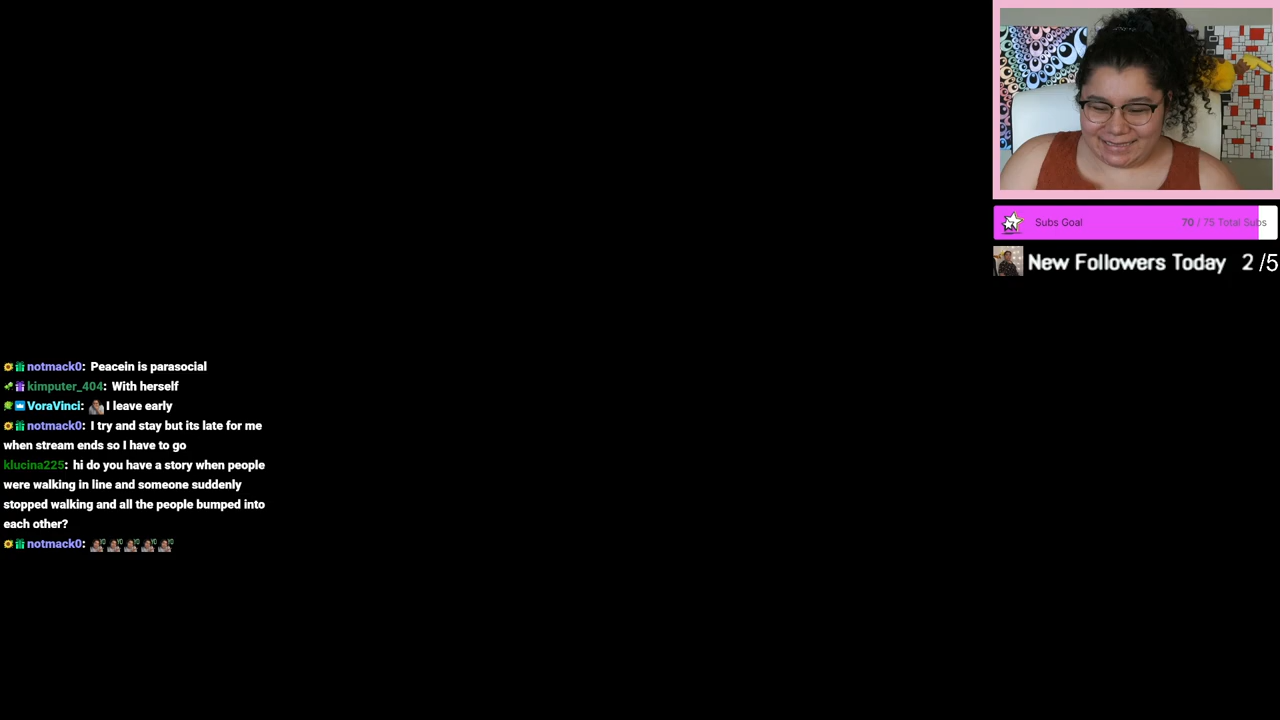 Subs Goal 70 / 75 Total Subs
New Followers Today 2 /5
notmack0: Peacein is parasocial
kimputer_404: With herself
VoraVinci: I leave early
notmack0: I try and stay but its late for me
when stream ends so I have to go
klucina225: hi do you have a story when people
were walking in line and someone suddenly
stopped walking and all the people bumped into
each other?
notmack0: